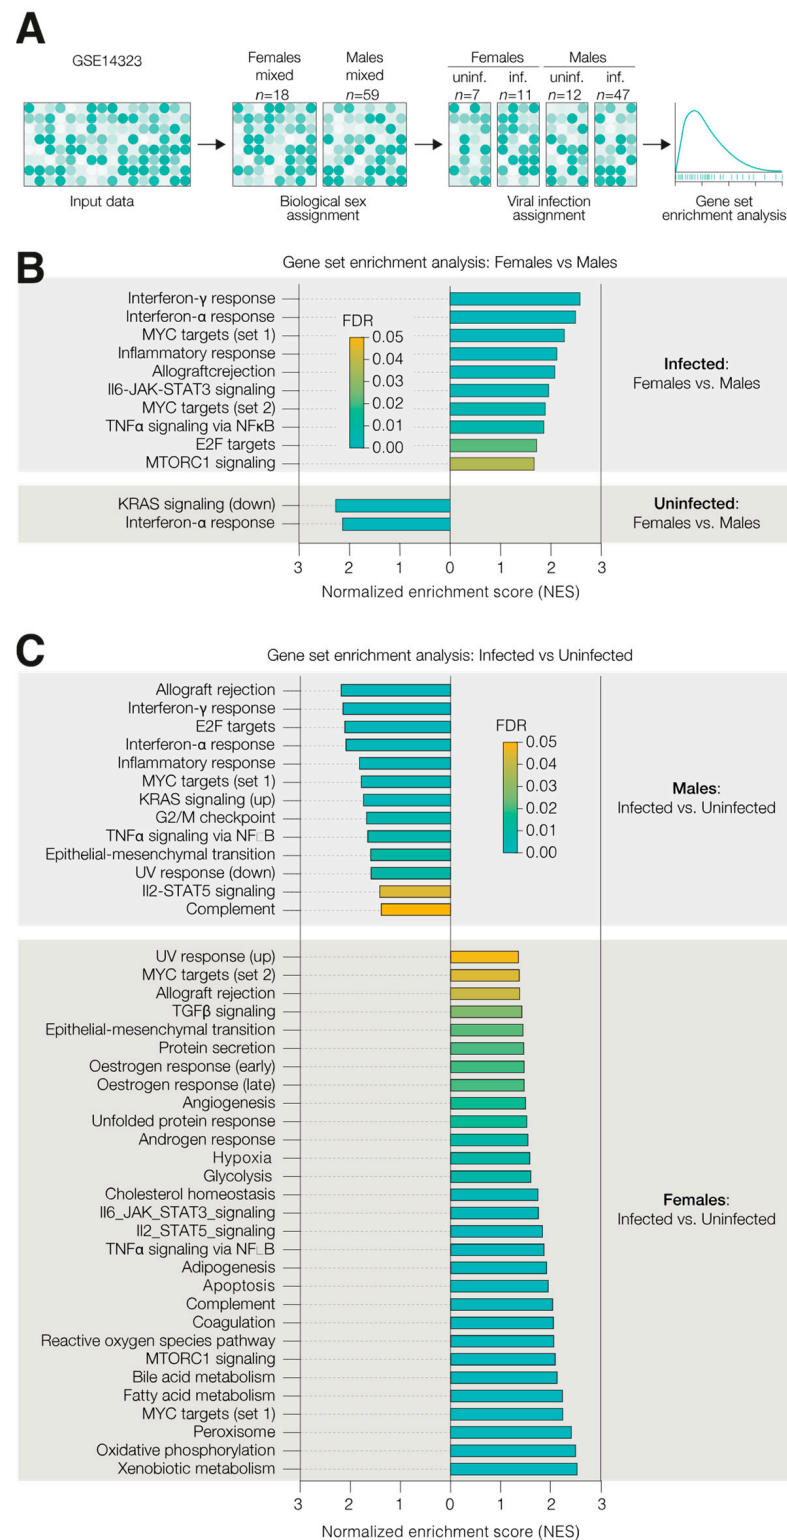 A
GSE14323
Females
mixed
n=18
Males
mixed
n=59
Females
Males
uninf.
n=7
inf.
n=11
uninf.
n=12
inf.
n=47
Input data
Biological sex
assignment
Viral infection
assignment
Gene set
enrichment analysis
B
Gene set enrichment analysis: Females vs Males
Interferon-γ response
Interferon-α response
MYC targets (set 1)
Inflammatory response
Allograftcrejection
Il6-JAK-STAT3 signaling
MYC targets (set 2)
TNFα signaling via NFκB
E2F targets
MTORC1 signaling
FDR
0.05
0.04
0.03
0.02
0.01
0.00
Infected:
Females vs. Males
KRAS signaling (down)
Interferon-α response
Uninfected:
Females vs. Males
3 2 1 0 1 2 3
Normalized enrichment score (NES)
C
Gene set enrichment analysis: Infected vs Uninfected
Allograft rejection
Interferon-γ response
E2F targets
Interferon-α response
Inflammatory response
MYC targets (set 1)
KRAS signaling (up)
G2/M checkpoint
TNFα signaling via NF□B
Epithelial-mesenchymal transition
UV response (down)
Il2-STAT5 signaling
Complement
FDR
0.05
0.04
0.03
0.02
0.01
0.00
Males:
Infected vs. Uninfected
UV response (up)
MYC targets (set 2)
Allograft rejection
TGFβ signaling
Epithelial-mesenchymal transition
Protein secretion
Oestrogen response (early)
Oestrogen response (late)
Angiogenesis
Unfolded protein response
Androgen response
Hypoxia
Glycolysis
Cholesterol homeostasis
Il6_JAK_STAT3_signaling
Il2_STAT5_signaling
TNFα signaling via NF□B
Adipogenesis
Apoptosis
Complement
Coagulation
Reactive oxygen species pathway
MTORC1 signaling
Bile acid metabolism
Fatty acid metabolism
MYC targets (set 1)
Peroxisome
Oxidative phosphorylation
Xenobiotic metabolism
Females:
Infected vs. Uninfected
3 2 1 0 1 2 3
Normalized enrichment score (NES)